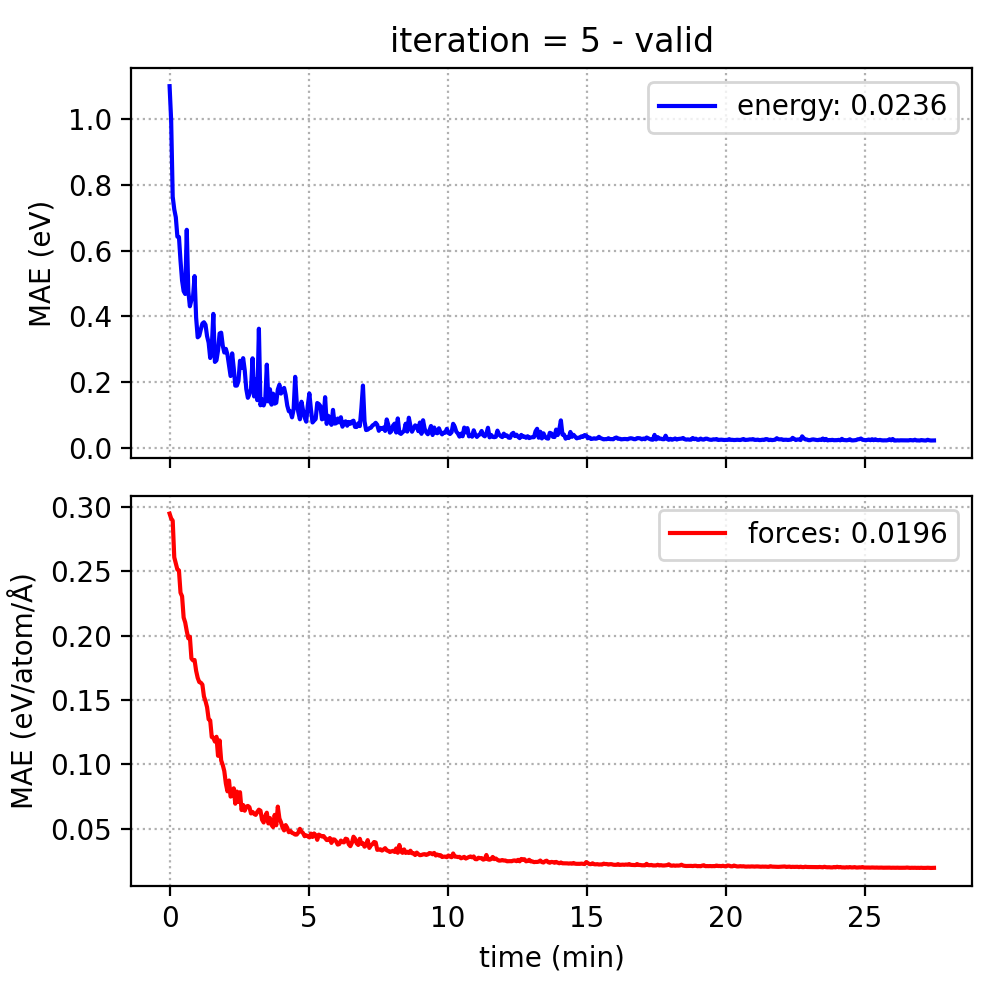 iteration = 5 - valid
energy: 0.0236
MAE (eV)
1.0
0.8
0.6
0.4
0.2
0.0
forces: 0.0196
MAE (eV/atom/Å)
0.30
0.25
0.20
0.15
0.10
0.05
0 5 10 15 20 25
time (min)